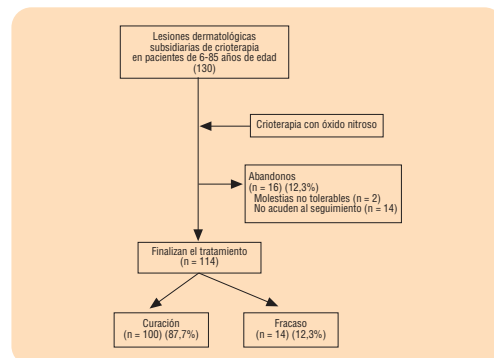 Lesiones dermatológicas
subsidiarias de crioterapia
en pacientes de 6-85 años de edad
(130)
Crioterapia con óxido nitroso
Abandonos
(n = 16) (12,3%)
Molestias no tolerables (n = 2)
No acuden al seguimiento (n = 14)
Finalizan el tratamiento
(n = 114)
Curación
(n = 100) (87,7%)
Fracaso
(n = 14) (12,3%)